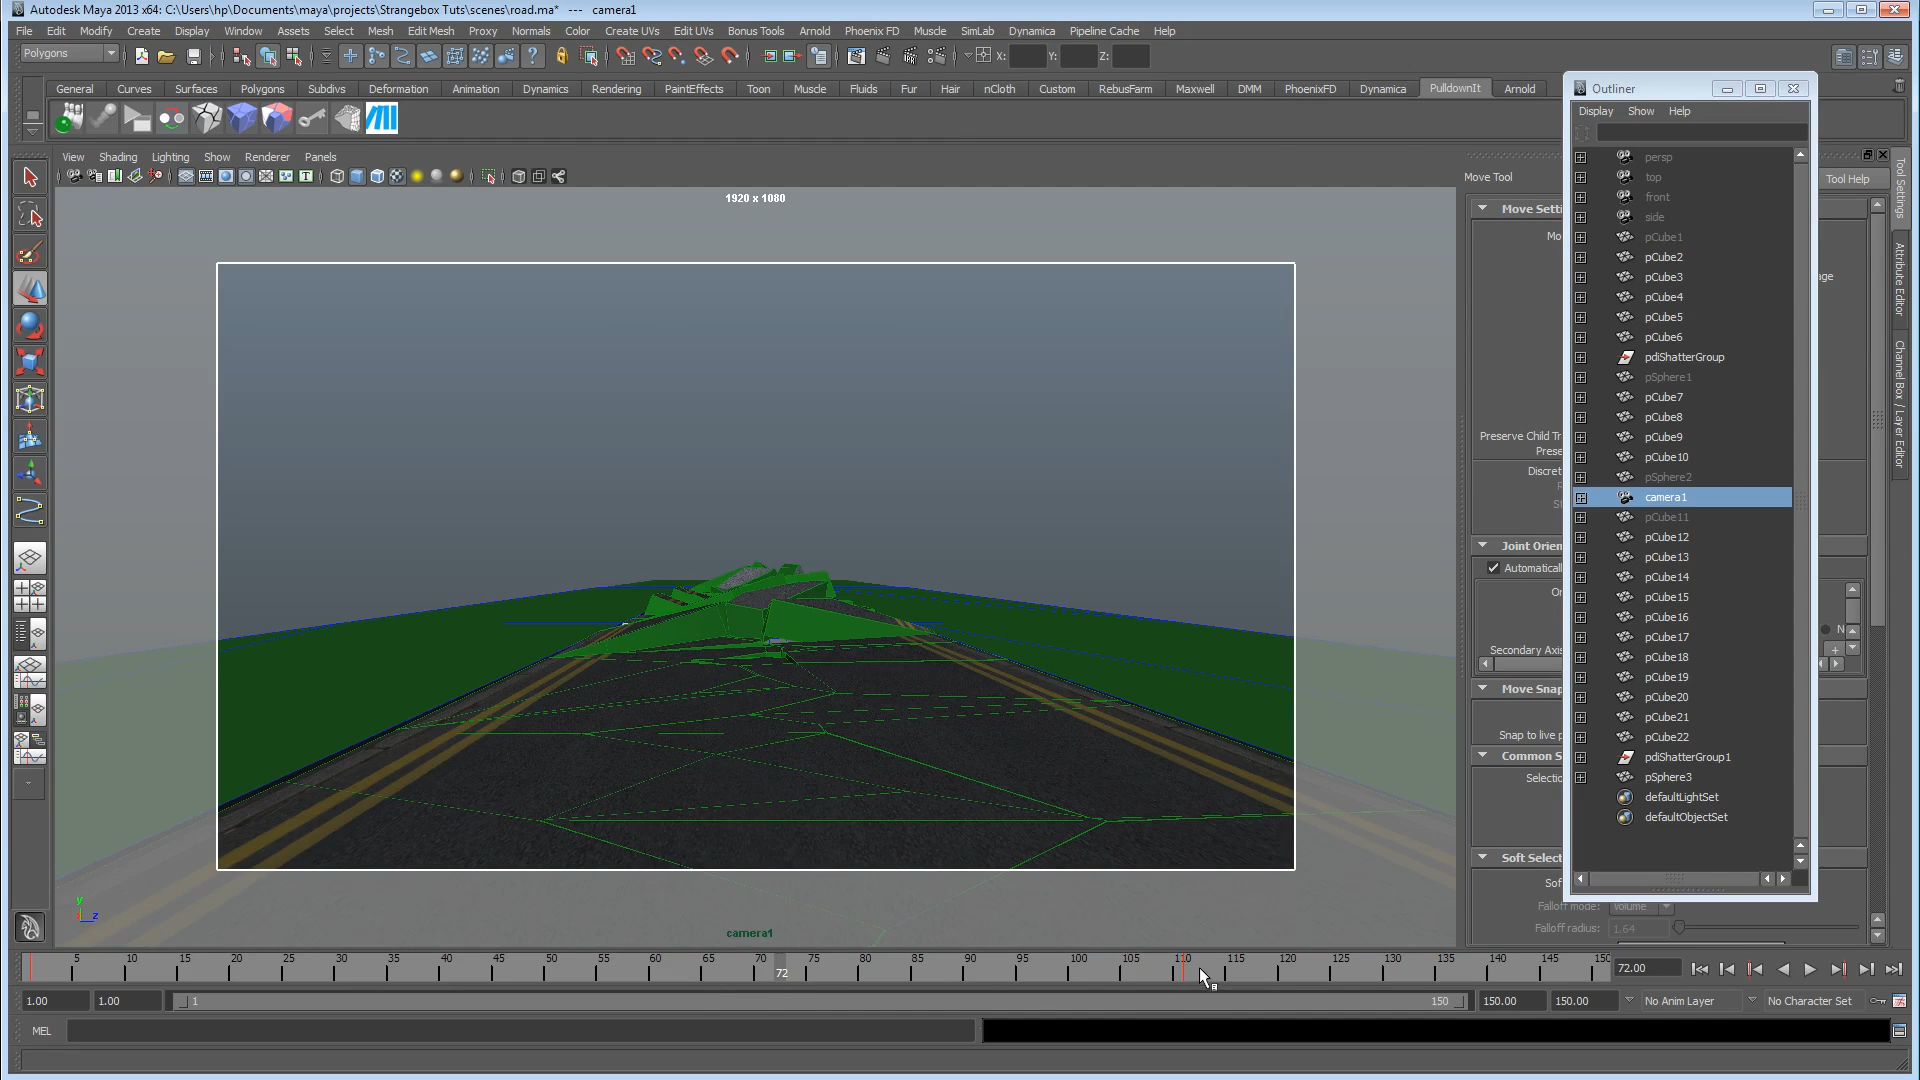 Autodesk Maya 2013 x64: C:\Users\hp\Documents\maya\projects\Strangebox Tuts\scenes\road.ma* --- camera1
File Edit Modify Create Display Window Assets Select Mesh Edit Mesh Proxy Normals Color Create UVs Edit UVs Bonus Tools Arnold Phoenix FD Muscle SimLab Dynamica Pipeline Cache Help
Polygons X: Y: Z:
General Curves Surfaces Polygons Subdivs Deformation Animation Dynamics Rendering PaintEffects Toon Muscle Fluids Fur Hair nCloth Custom RebusFarm Maxwell DMM PhoenixFD Dynamica PulldownIt Arnold
View Shading Lighting Show Renderer Panels
1920 x 1080
camera1
y
z
Move Tool
Tool Help
Move Setti
Mo
age
Preserve Child Tr
Prese
Discret
R
S
Joint Orien
Automaticall
Or
N
Secondary Axis
Move Snap
Snap to live p
Common S
Selectio
Soft Select
Sof
Falloff mode: Volume
Falloff radius: 1.64
Tool Settings
Attribute Editor
Channel Box / Layer Editor
Outliner
Display Show Help
persp
top
front
side
pCube1
pCube2
pCube3
pCube4
pCube5
pCube6
pdiShatterGroup
pSphere1
pCube7
pCube8
pCube9
pCube10
pSphere2
camera1
pCube11
pCube12
pCube13
pCube14
pCube15
pCube16
pCube17
pCube18
pCube19
pCube20
pCube21
pCube22
pdiShatterGroup1
pSphere3
defaultLightSet
defaultObjectSet
5 10 15 20 25 30 35 40 45 50 55 60 65 70 75 80 85 90 95 100 105 110 115 120 125 130 135 140 145 150
72
72.00
1.00 1.00 1 150 150.00 150.00 No Anim Layer No Character Set
MEL